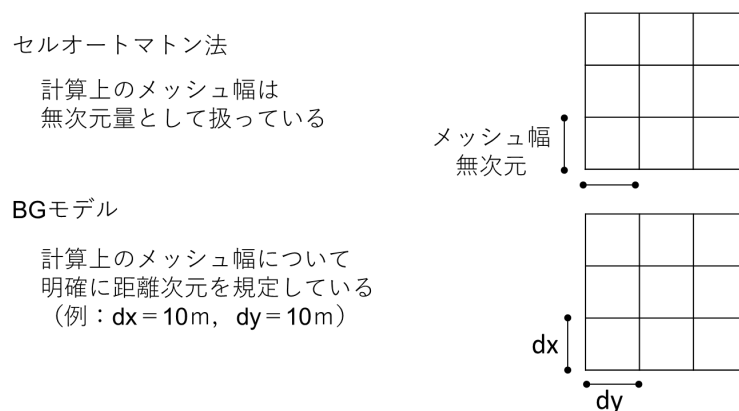 セルオートマトン法
計算上のメッシュ幅は
無次元量として扱っている
メッシュ幅
無次元
BGモデル
計算上のメッシュ幅について
明確に距離次元を規定している
（例：dx＝10m，dy＝10m）
dx
dy